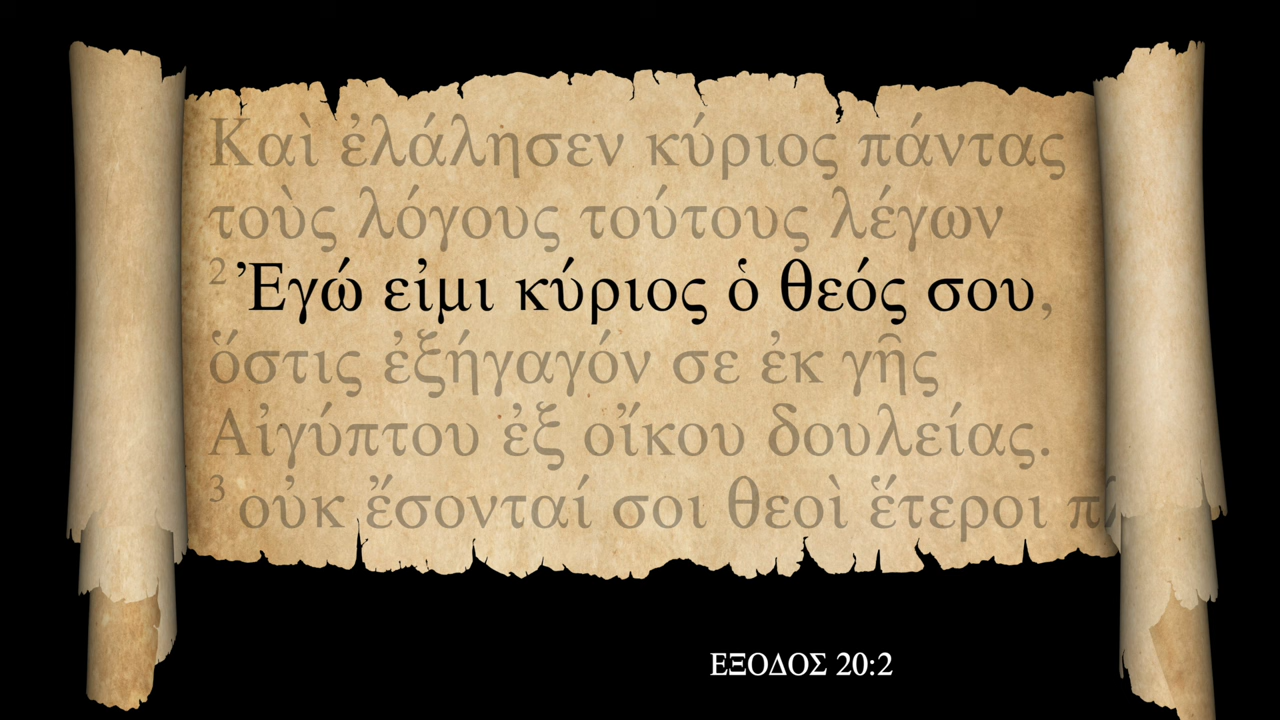 Καὶ ἐλάλησεν κύριος πάντας
τοὺς λόγους τούτους λέγων
2 Ἐγώ εἰμι κύριος ὁ θεός σου,
ὅστις ἐξήγαγόν σε ἐκ γῆς
Αἰγύπτου ἐξ οἴκου δουλείας.
3 οὐκ ἔσονταί σοι θεοὶ ἕτεροι
ΕΞΟΔΟΣ 20:2